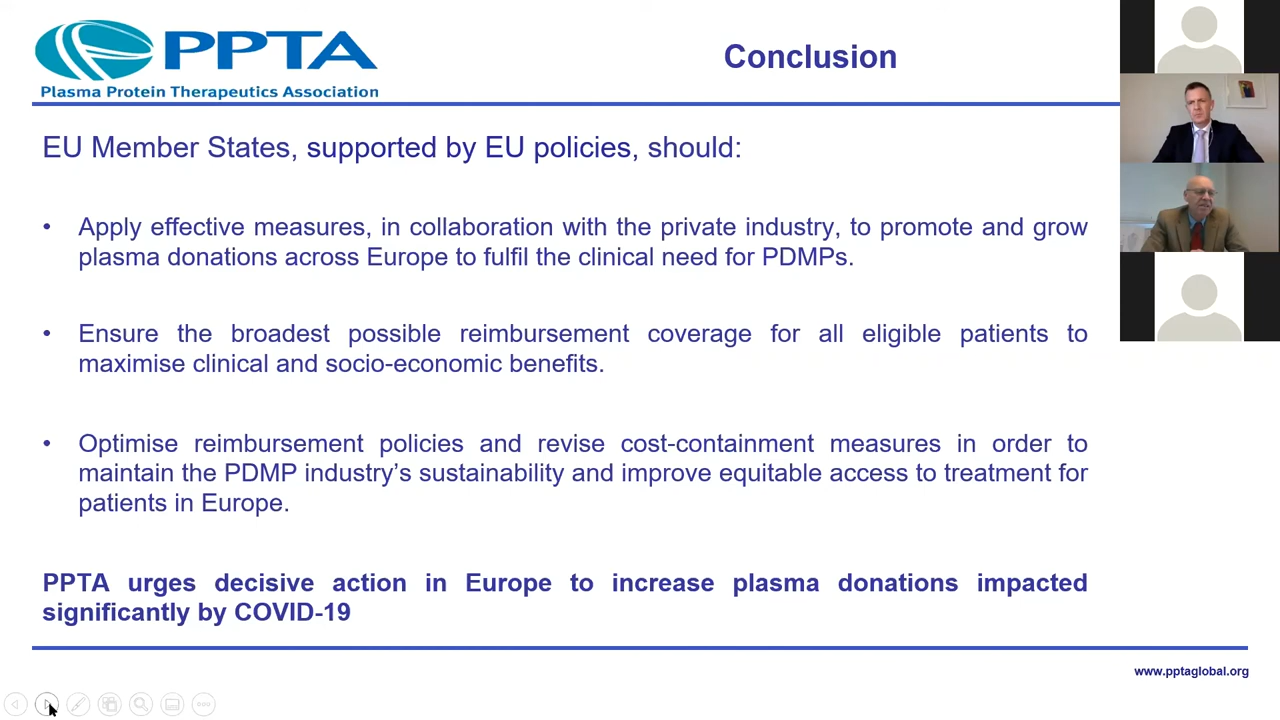 PPTA
Plasma Protein Therapeutics Association
Conclusion
EU Member States, supported by EU policies, should:
• Apply effective measures, in collaboration with the private industry, to promote and grow
plasma donations across Europe to fulfil the clinical need for PDMPs.
• Ensure the broadest possible reimbursement coverage for all eligible patients to
maximise clinical and socio-economic benefits.
• Optimise reimbursement policies and revise cost-containment measures in order to
maintain the PDMP industry’s sustainability and improve equitable access to treatment for
patients in Europe.
PPTA urges decisive action in Europe to increase plasma donations impacted
significantly by COVID-19
www.pptaglobal.org